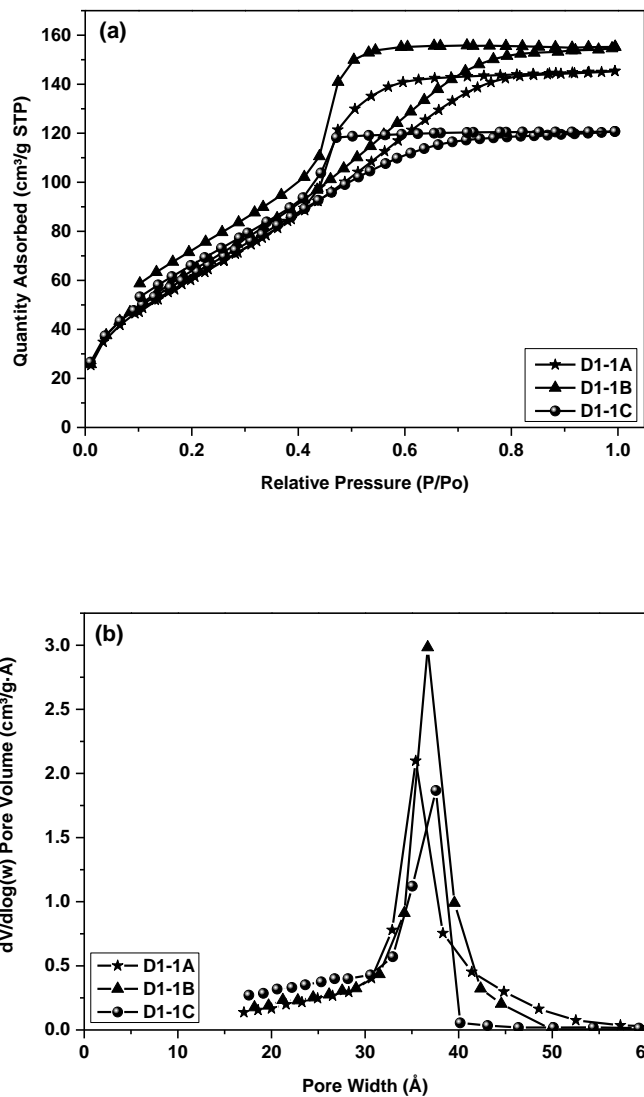 (a)
160
140
120
100
80
60
40
20
0
Quantity Adsorbed (cm³/g STP)
D1-1A
D1-1B
D1-1C
0.0 0.2 0.4 0.6 0.8 1.0
Relative Pressure (P/Po)
(b)
3.0
2.5
2.0
1.5
1.0
0.5
0.0
dV/dlog(w) Pore Volume (cm³/g·A)
D1-1A
D1-1B
D1-1C
0 10 20 30 40 50
Pore Width (Å)